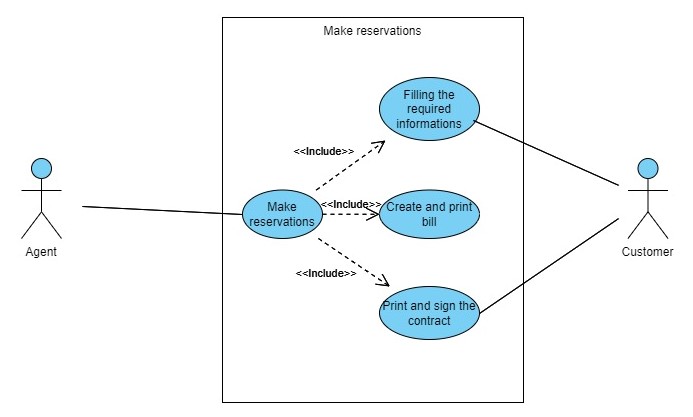 Make reservations
Filling the
required
informations
<<Include>>
Make
reservations
<<Include>>
Create and print
bill
<<Include>>
Print and sign the
contract
Agent
Customer